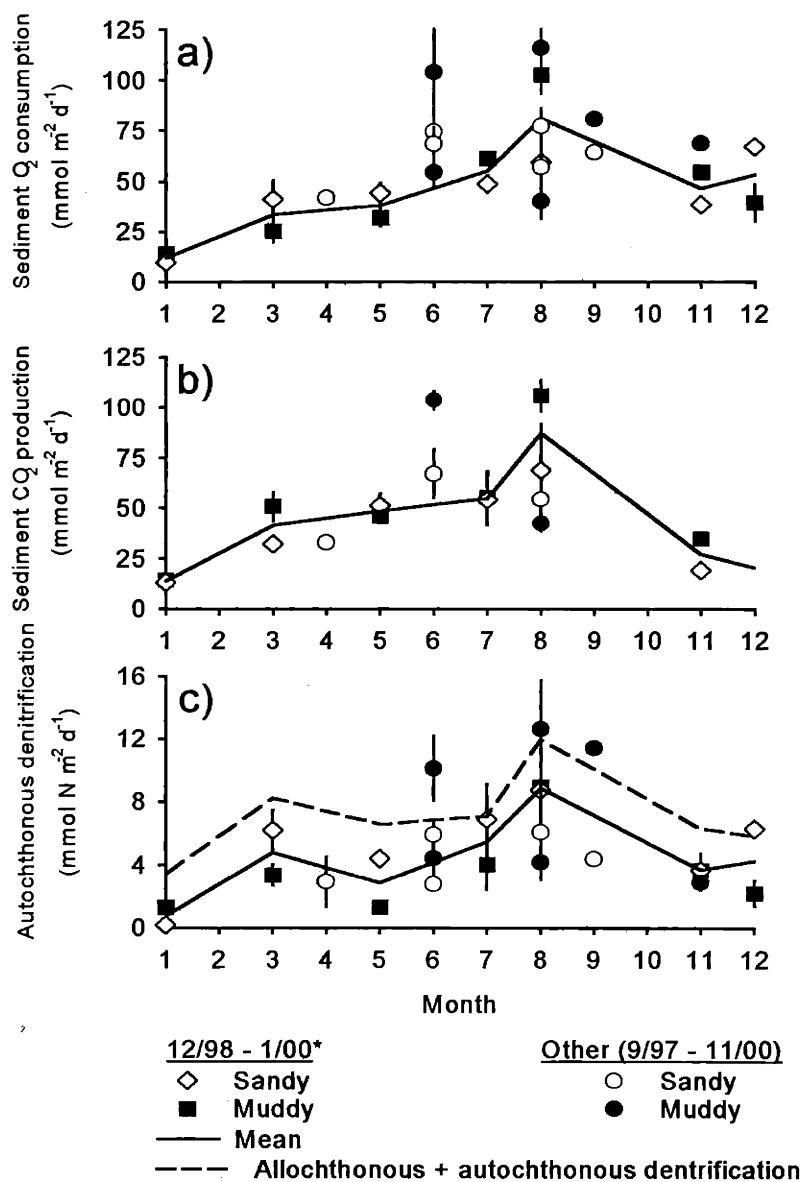 a)
Sediment O2 consumption
(mmol m-2 d-1)
125
100
75
50
25
0
1 2 3 4 5 6 7 8 9 10 11 12
b)
Sediment CO2 production
(mmol m-2 d-1)
125
100
75
50
25
0
1 2 3 4 5 6 7 8 9 10 11 12
c)
Autochthonous denitrification
(mmol N m-2 d-1)
16
12
8
4
0
1 2 3 4 5 6 7 8 9 10 11 12
Month
12/98 - 1/00* Other (9/97 - 11/00)
Sandy Sandy
Muddy Muddy
Mean
Allochthonous + autochthonous dentrification